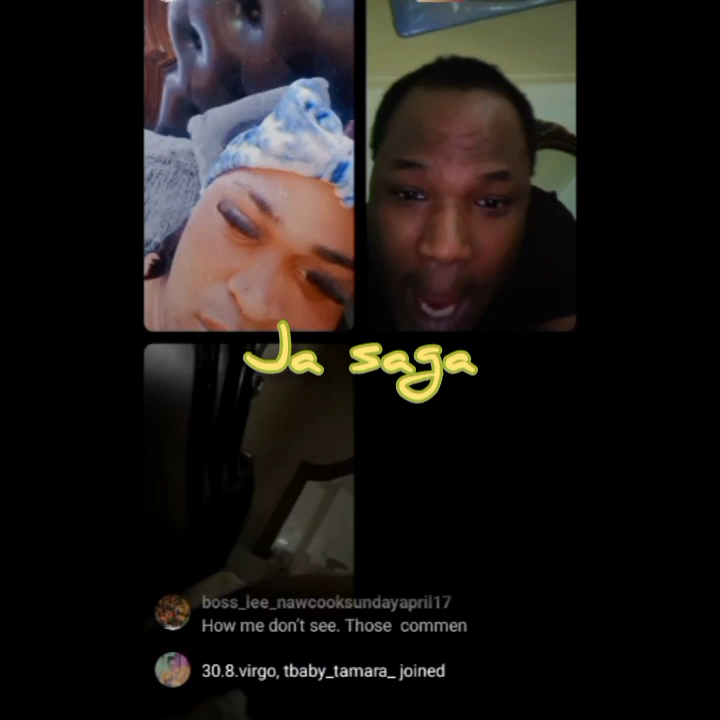 Ja saga
boss_lee_nawcooksundayapril17
How me don't see. Those commen
30.8.virgo, tbaby_tamara_ joined